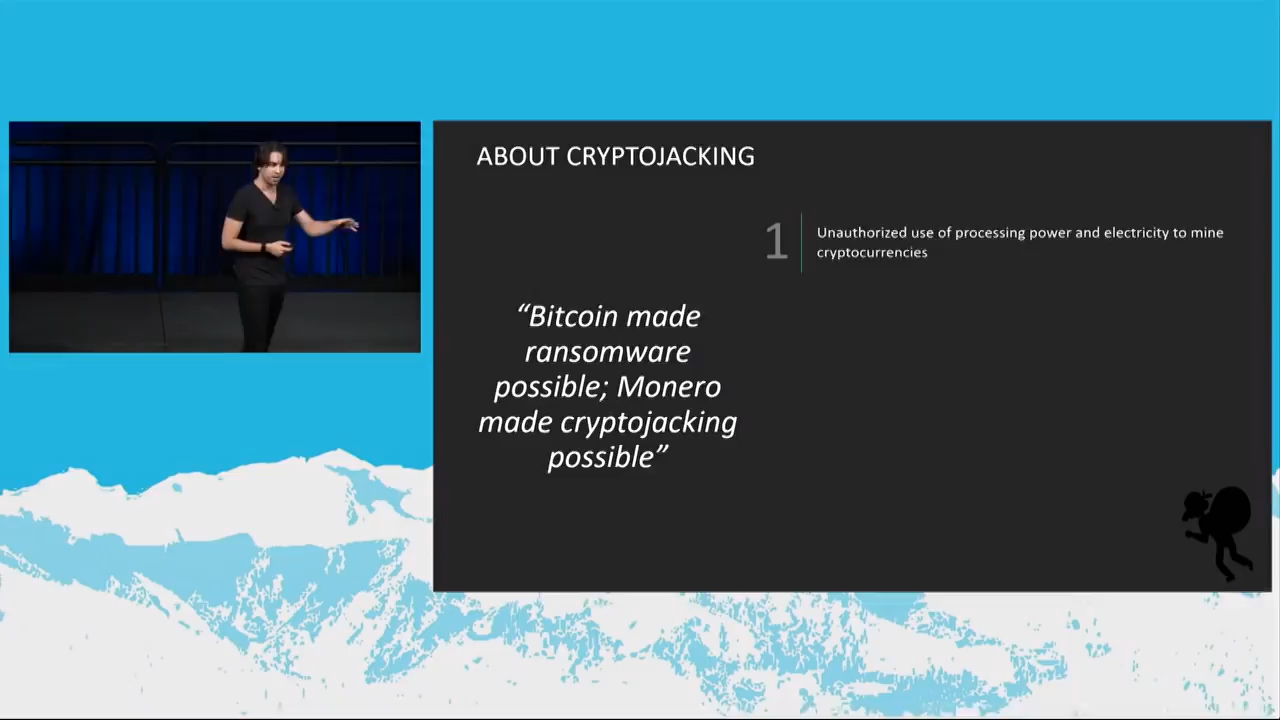 ABOUT CRYPTOJACKING
1
Unauthorized use of processing power and electricity to mine
cryptocurrencies
“Bitcoin made
ransomware
possible; Monero
made cryptojacking
possible”